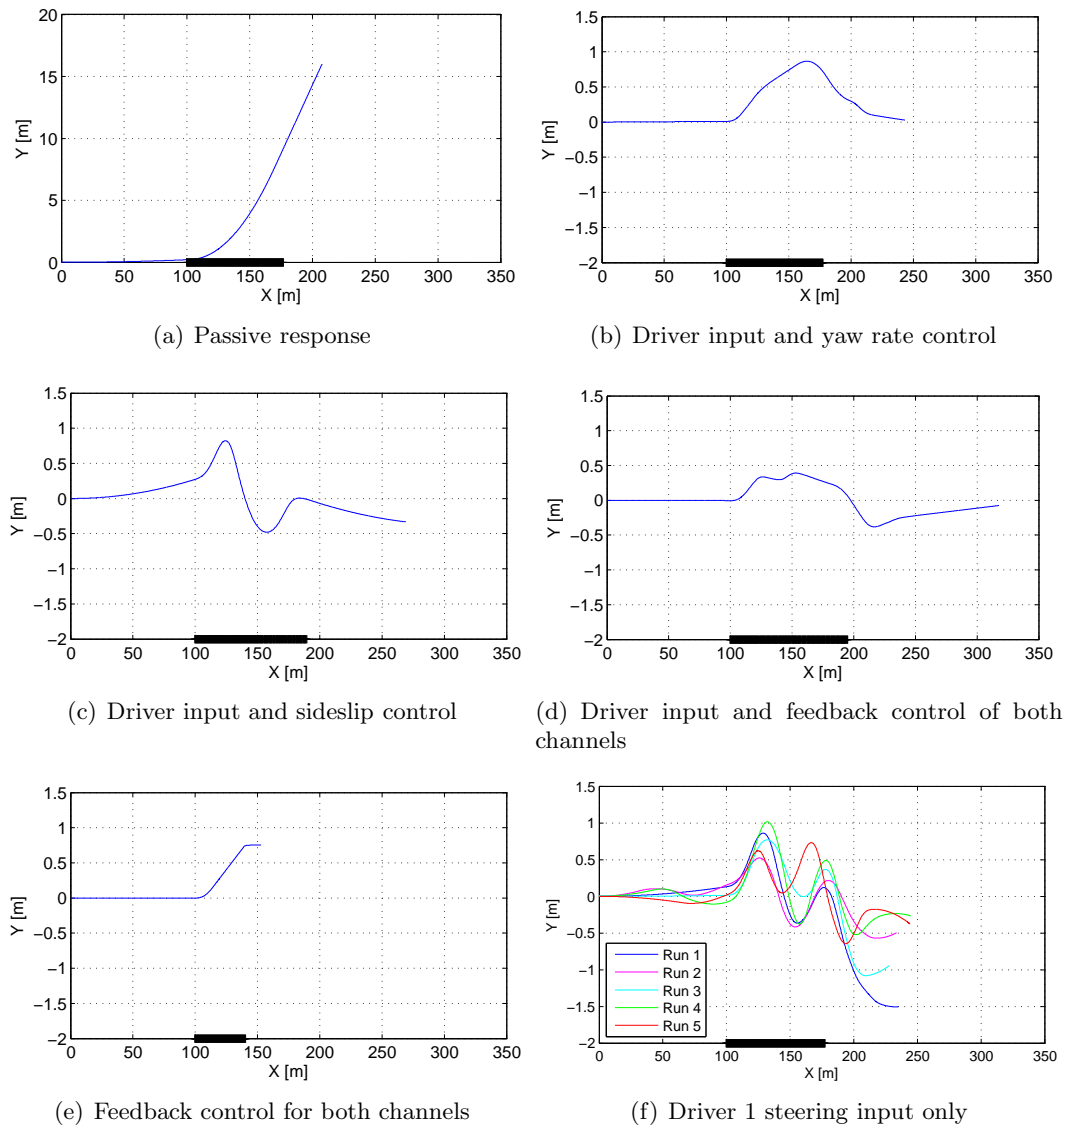 20
15
10
5
0
Y [m]
0 50 100 150 200 250 300 350
X [m]
(a) Passive response
1.5
1
0.5
0
−0.5
−1
−1.5
−2
Y [m]
0 50 100 150 200 250 300 350
X [m]
(b) Driver input and yaw rate control
1.5
1
0.5
0
−0.5
−1
−1.5
−2
Y [m]
0 50 100 150 200 250 300 350
X [m]
(c) Driver input and sideslip control
1.5
1
0.5
0
−0.5
−1
−1.5
−2
Y [m]
0 50 100 150 200 250 300 350
X [m]
(d) Driver input and feedback control of both
channels
1.5
1
0.5
0
−0.5
−1
−1.5
−2
Y [m]
0 50 100 150 200 250 300 350
X [m]
(e) Feedback control for both channels
1.5
1
0.5
0
−0.5
−1
−1.5
−2
Y [m]
Run 1
Run 2
Run 3
Run 4
Run 5
0 50 100 150 200 250 300 350
X [m]
(f) Driver 1 steering input only